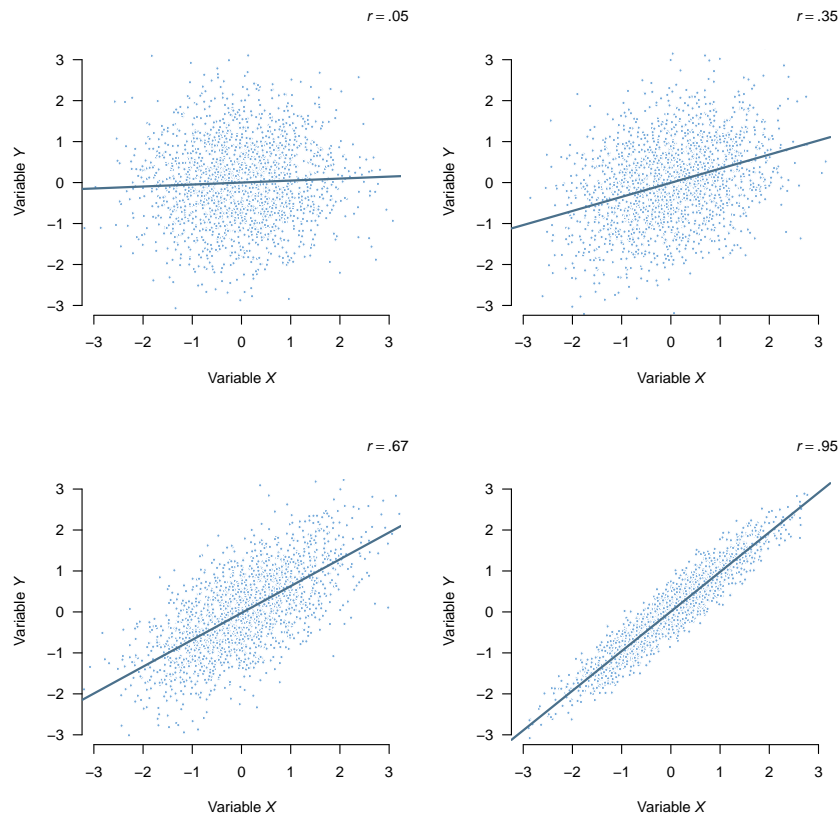 r = .05
3
2
1
0
−1
−2
−3
Variable Y
−3 −2 −1 0 1 2 3
Variable X
r = .35
3
2
1
0
−1
−2
−3
Variable Y
−3 −2 −1 0 1 2 3
Variable X
r = .67
3
2
1
0
−1
−2
−3
Variable Y
−3 −2 −1 0 1 2 3
Variable X
r = .95
3
2
1
0
−1
−2
−3
Variable Y
−3 −2 −1 0 1 2 3
Variable X